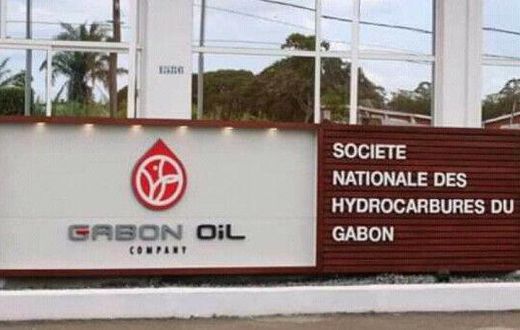 GABON OIL
COMPANY
SOCIETE
NATIONALE DES
HYDROCARBURES DU
GABON